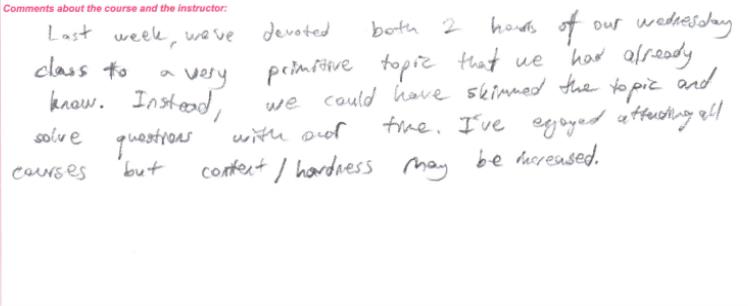 Comments about the course and the instructor:
Last week, we've devoted both 2 hours of our wednesday
class to a very primitive topic that we had already
know. Instead, we could have skimmed the topic and
solve questions with our time. I've enjoyed attending all
courses but content / hardness may be increased.